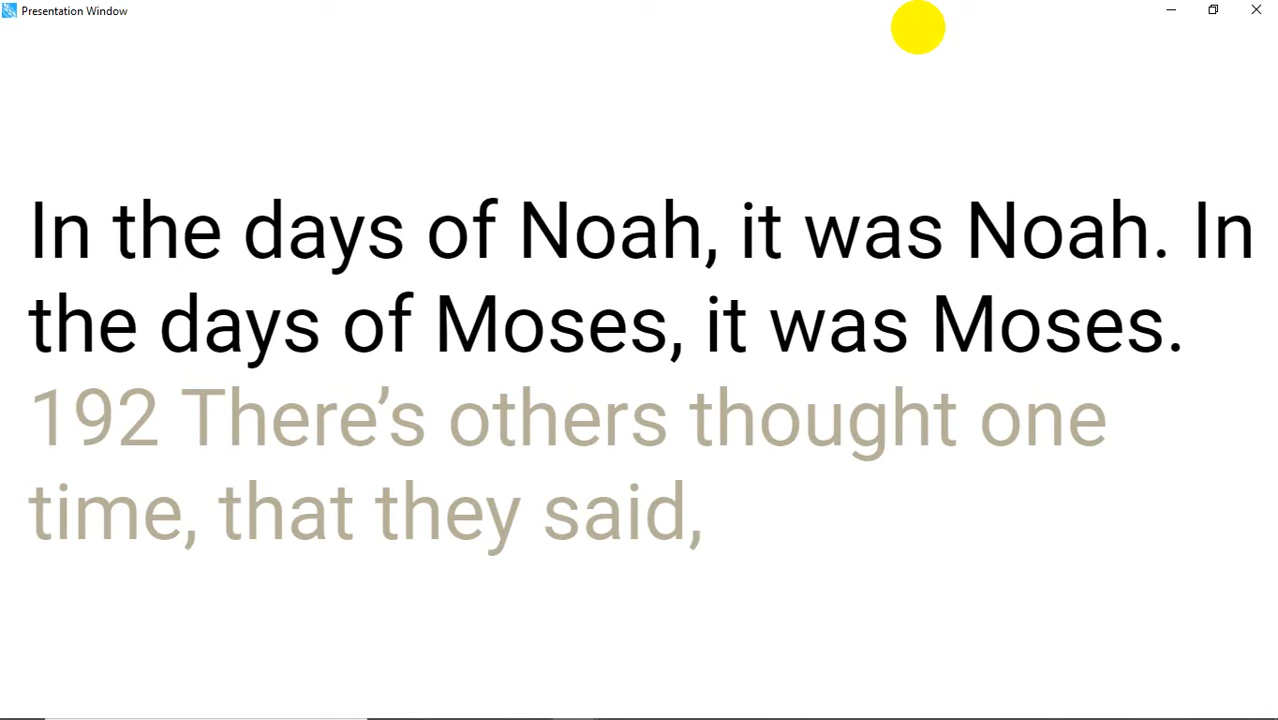 Presentation Window
In the days of Noah, it was Noah. In
the days of Moses, it was Moses.
192 There’s others thought one
time, that they said,